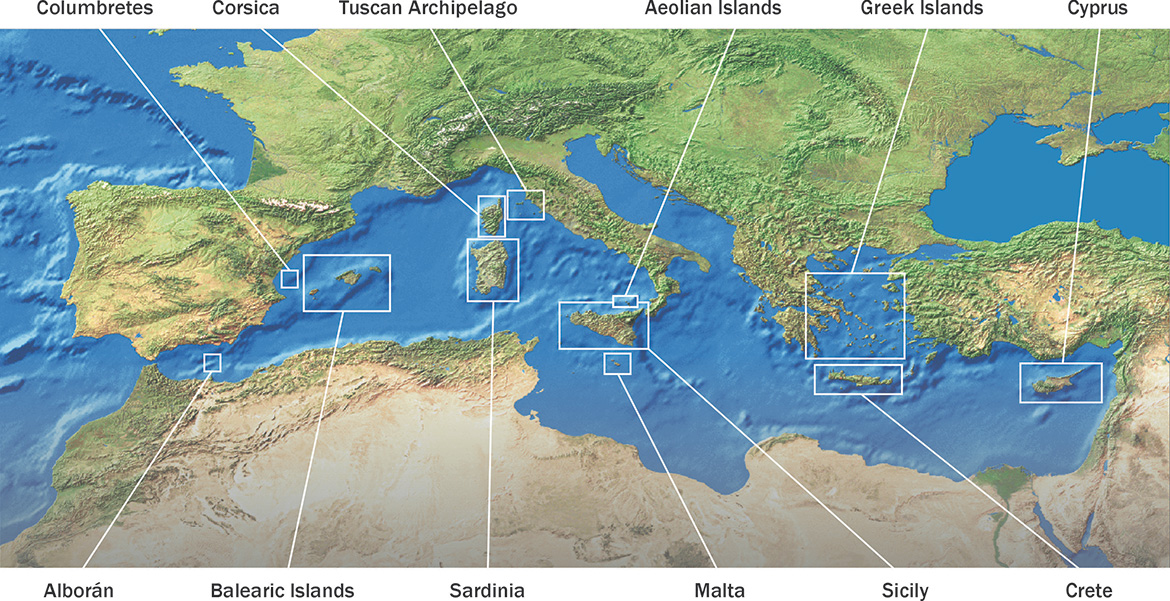 Columbretes
Corsica
Tuscan Archipelago
Aeolian Islands
Greek Islands
Cyprus
Alborán
Balearic Islands
Sardinia
Malta
Sicily
Crete